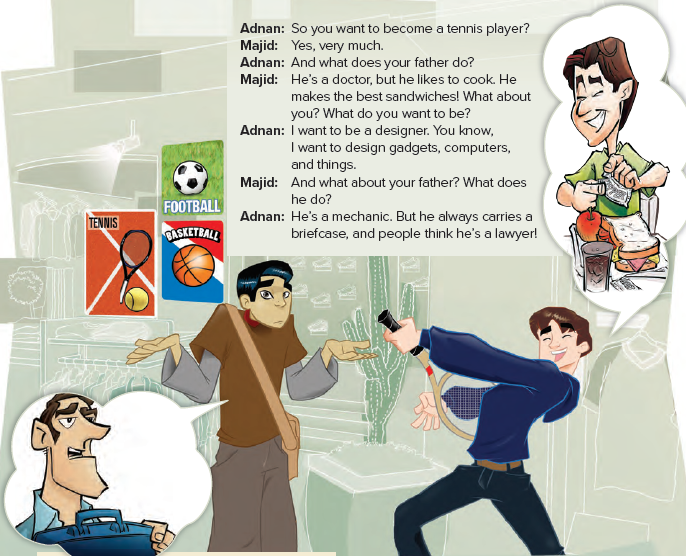 Adnan: So you want to become a tennis player?
Majid: Yes, very much.
Adnan: And what does your father do?
Majid: He's a doctor, but he likes to cook. He
makes the best sandwiches! What about
you? What do you want to be?
Adnan: I want to be a designer. You know,
I want to design gadgets, computers,
and things.
Majid: And what about your father? What does
he do?
Adnan: He's a mechanic. But he always carries a
briefcase, and people think he's a lawyer!
FOOTBALL
TENNIS
BASKETBALL